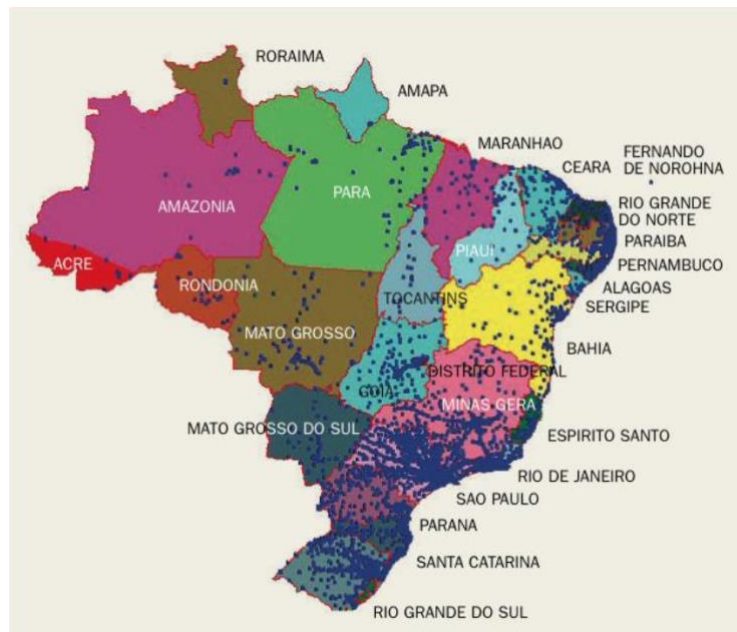 RORAIMA
AMAPA
MARANHAO
FERNANDO
DE NOROHNA
CEARA
AMAZONIA
PARA
RIO GRANDE
DO NORTE
PARAIBA
PIAUI
PERNAMBUCO
ACRE
RONDONIA
TOCANTINS
ALAGOAS
SERGIPE
MATO GROSSO
BAHIA
DISTRITO FEDERAL
GOIA
MINAS GERA
MATO GROSSO DO SUL
ESPIRITO SANTO
RIO DE JANEIRO
SAO PAULO
PARANA
SANTA CATARINA
RIO GRANDE DO SUL